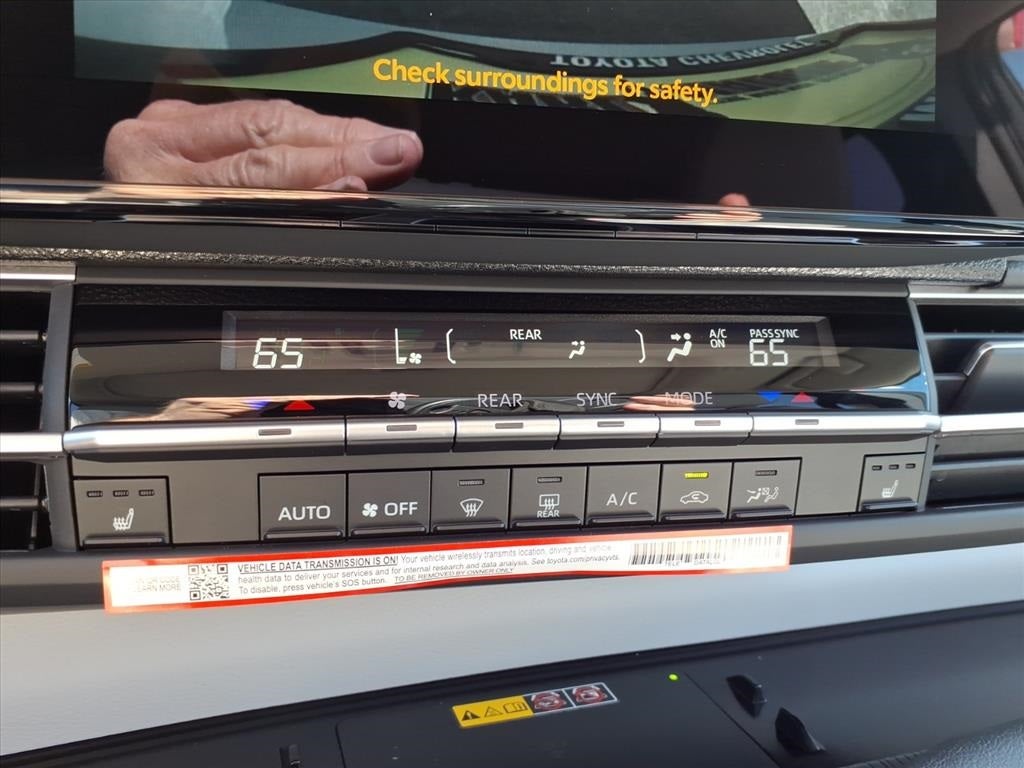 TOYOTA CHEVROLET
Check surroundings for safety.
65 REAR A/C ON PASS SYNC 65
REAR SYNC MODE
AUTO OFF REAR A/C
QR CODE VEHICLE DATA TRANSMISSION IS ON! Your vehicle wirelessly transmits location, driving and vehicle
LEARN MORE health data to deliver your services and for internal research and data analysis. See toyota.com/privacyvts.
To disable, press vehicle's SOS button. TO BE REMOVED BY OWNER ONLY